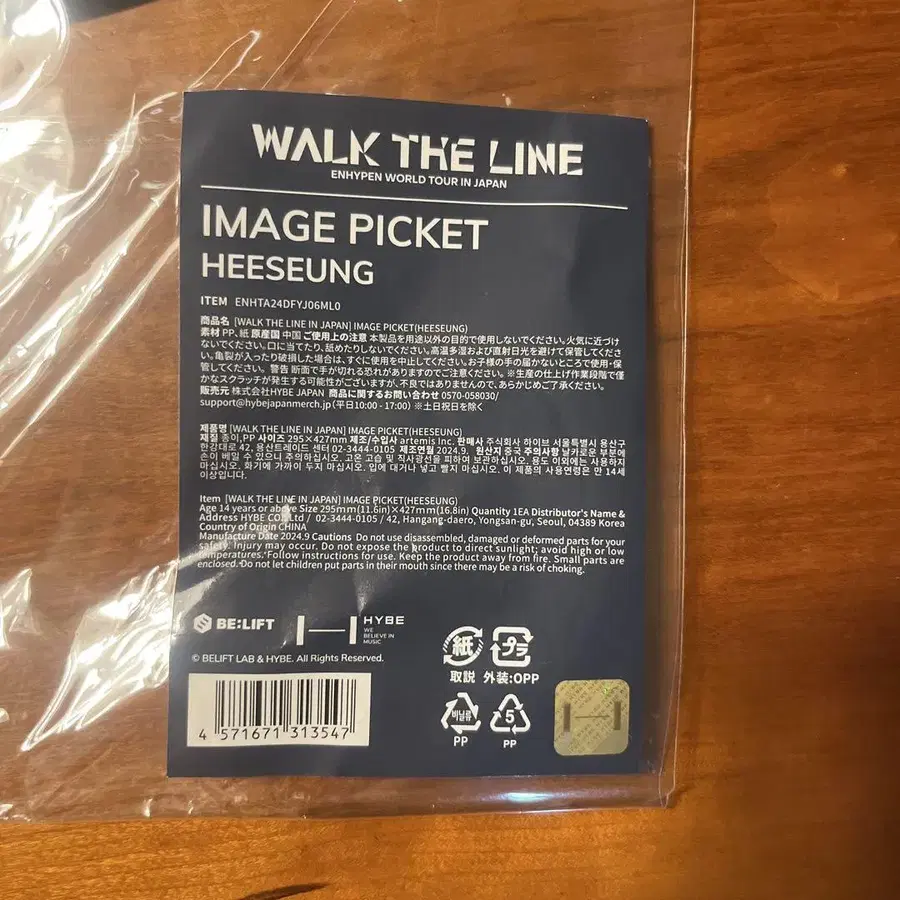 WALK THE LINE
ENHYPEN WORLD TOUR IN JAPAN
IMAGE PICKET
HEESEUNG
ITEM ENHTA24DFYJ06ML0
商品名 [WALK THE LINE IN JAPAN] IMAGE PICKET(HEESEUNG)
素材 PP、紙 原産国 中国 ご使用上の注意 本製品を用途以外の目的で使用しないでください。火気に近づけ
ないでください。口に当てたり、舐めたりしないでください。高温多湿および直射日光を避けて保管してくださ
い。亀裂が入ったり破損した場合は、すぐに使用を中止してください。お子様の手の届かないところで使用・保
管してください。 警告 断面で手が切れる恐れがありますのでご注意ください。※生産の仕上げ作業段階で僅
かなスクラッチが発生する可能性がございますが、不良ではありませんので、あらかじめご了承ください。
販売元 株式会社HYBE JAPAN 商品に関するお問い合わせ 0570-058030/
support@hybejapanmerch.jp (平日10:00 - 17:00) ※土日祝日を除く
제품명 [WALK THE LINE IN JAPAN] IMAGE PICKET(HEESEUNG)
재질 종이,PP 사이즈 295×427mm 제조/수입사 artemis Inc. 판매사 주식회사 하이브 서울특별시 용산구
한강대로 42, 용산트레이드 센터 02-3444-0105 제조연월 2024.9. 원산지 중국 주의사항 날카로운 부분에
손이 베일 수 있으니 주의하십시오. 고온 고습 및 직사광선을 피하여 보관하십시오. 용도 이외에는 사용하지
마십시오. 화기에 가까이 두지 마십시오. 입에 대거나 넣고 빨지 마십시오. 이 제품의 사용연령은 만 14세
이상입니다.
Item [WALK THE LINE IN JAPAN] IMAGE PICKET(HEESEUNG)
Age 14 years or above Size 295mm(11.6in)×427mm(16.8in) Quantity 1EA Distributor's Name &
Address HYBE CO., Ltd / 02-3444-0105 / 42, Hangang-daero, Yongsan-gu, Seoul, 04389 Korea
Country of Origin CHINA
Manufacture Date 2024.9 Cautions Do not use disassembled, damaged or deformed parts for your
safety. Injury may occur. Do not expose the product to direct sunlight; avoid high or low
temperatures. Follow instructions for use. Keep the product away from fire. Small parts are
enclosed. Do not let children put parts in their mouth since there may be a risk of choking.
BE:LIFT
HYBE
WE
BELIEVE IN
MUSIC
© BELIFT LAB & HYBE. All Rights Reserved.
紙 プラ
取説 外装:OPP
비닐류 5
PP PP
4 571671 313547